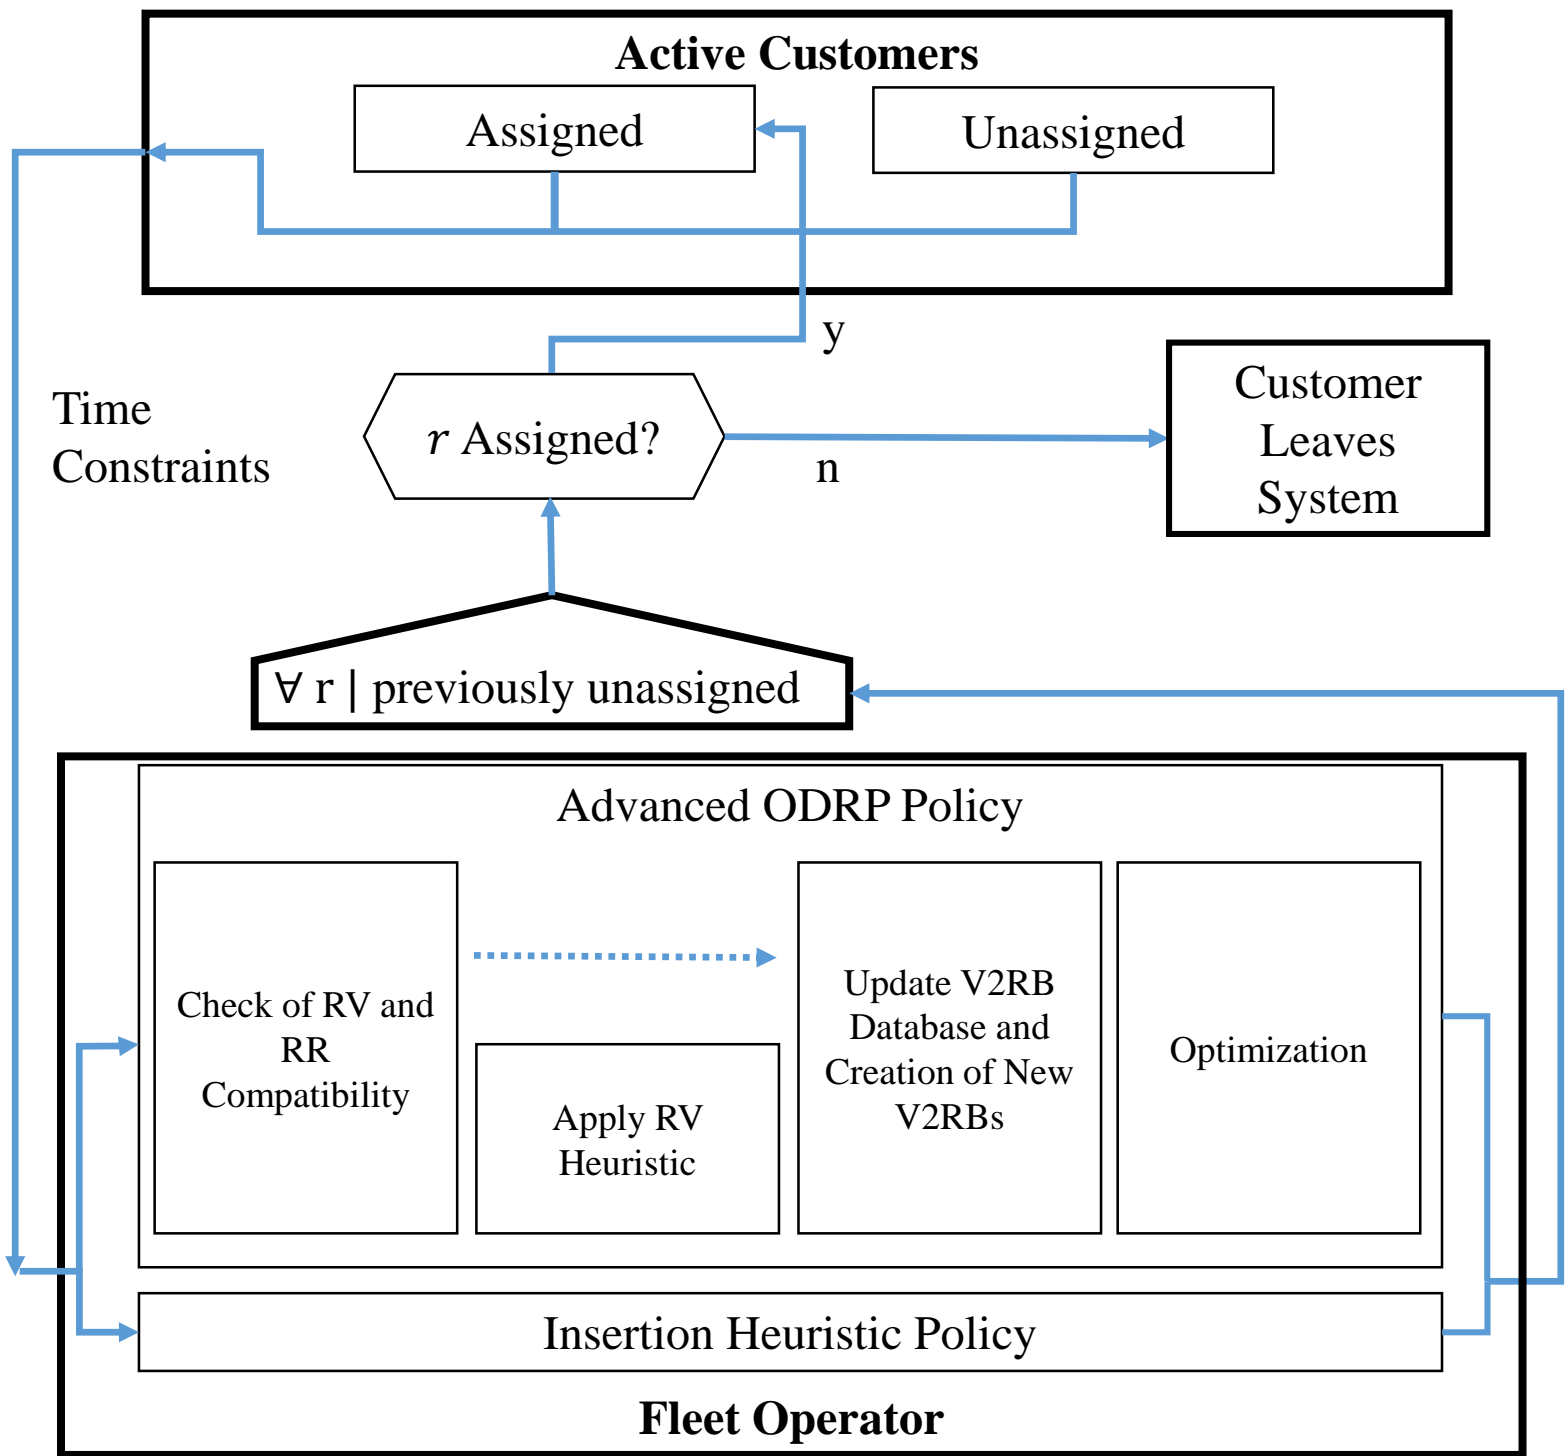 Active Customers
Assigned
Unassigned
y
Time
Constraints
r Assigned?
n
Customer
Leaves
System
∀ r | previously unassigned
Advanced ODRP Policy
Check of RV and
RR
Compatibility
Apply RV
Heuristic
Update V2RB
Database and
Creation of New
V2RBs
Optimization
Insertion Heuristic Policy
Fleet Operator